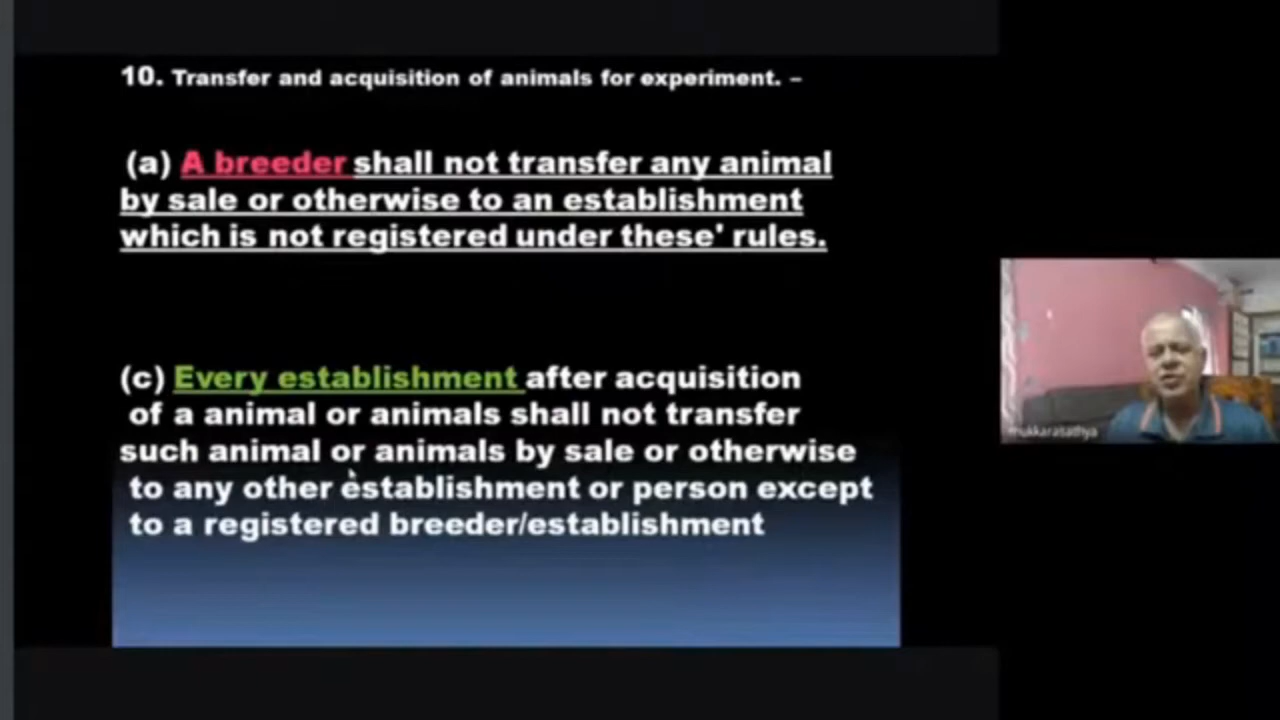 10. Transfer and acquisition of animals for experiment. –
(a) A breeder shall not transfer any animal
by sale or otherwise to an establishment
which is not registered under these' rules.
(c) Every establishment after acquisition
of a animal or animals shall not transfer
such animal or animals by sale or otherwise
to any other establishment or person except
to a registered breeder/establishment
mukkarasathya